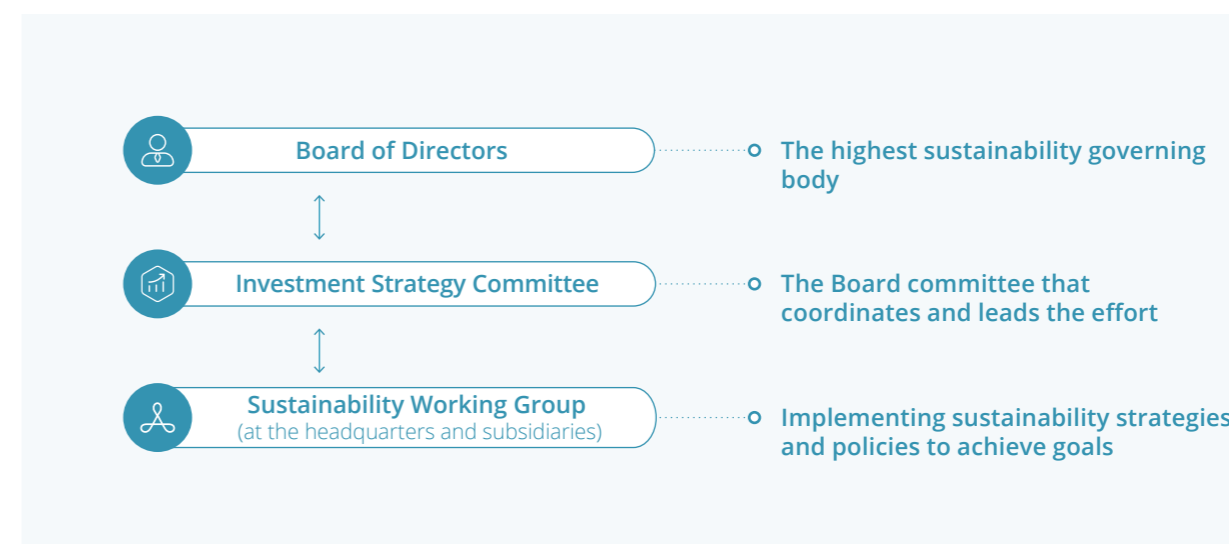 Board of Directors
The highest sustainability governing
body
Investment Strategy Committee
The Board committee that
coordinates and leads the effort
Sustainability Working Group
(at the headquarters and subsidiaries)
Implementing sustainability strategies
and policies to achieve goals